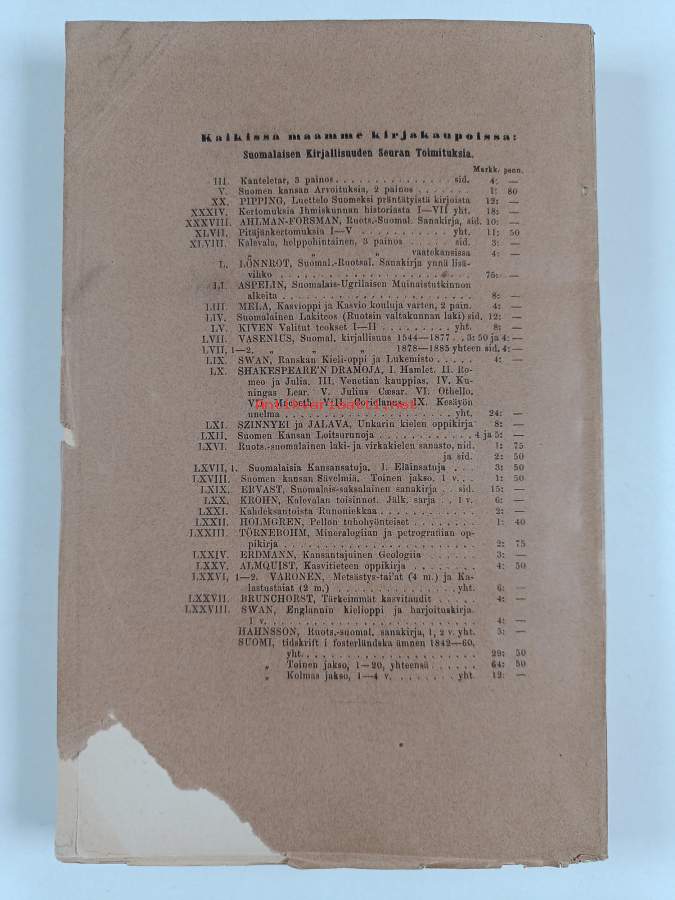 Kaikissa maamme kirjakaupoissa:
Suomalaisen Kirjallisuuden Seuran Toimituksia.
Markk. penn.
III. Kanteletar, 3 painos . . . . . . . . . . . . sid. 4: —
V. Suomen kansan Arvoituksia, 2 painos . . . . . . . 1: 80
XX. PIPPING, Luettelo Suomeksi präntätyistä kirjoista 12: —
XXXIV. Kertomuksia Ihmiskunnan historiasta I—VII yht. 18: —
XXXVIII. AHLMAN-FORSMAN, Ruots.-Suomal. Sanakirja, sid. 10: —
XLVII. Pitäjänkertomuksia I—V . . . . . . . . . yht. 11: 50
XLVIII. Kalevala, helppohintainen, 3 painos . . . . sid. 3: —
„ „ „ vaatekansissa 4: —
L. LÖNNROT, Suomal.-Ruotsal. Sanakirja ynnä lisä-
vihko . . . . . . . . . . . . . . . . . . 75: —
LI. ASPELIN, Suomalais-Ugrilaisen Muinaistutkinnon
alkeita . . . . . . . . . . . . . . . . . . 8: —
LIII. MELA, Kasvioppi ja Kasvio kouluja varten, 2 pain. 4: —
LIV. Suomalainen Lakiteos (Ruotsin valtakunnan laki) sid. 12: —
LV. KIVEN Valitut teokset I—II . . . . . . . . yht. 8: —
LVII. VASENIUS, Suomal. kirjallisuus 1544—1877 . . 3: 50 ja 4: —
LVII, 1—2. „ „ „ 1878—1885 yhteen sid. 4: —
LIX. SWAN, Ranskan Kieli-oppi ja Lukemisto . . . . . 4: —
LX. SHAKESPEARE'N DRAMOJA, I. Hamlet. II. Ro-
meo ja Julia. III. Venetian kauppias. IV. Ku-
ningas Lear. V. Julius Cæsar. VI. Othello.
VII. Macbeth VIII. Coriolanus. IX. Kesäyön
unelma . . . . . . . . . . . . . . . . yht. 24: —
Antikvariaatti.net
LXI. SZINNYEI ja JALAVA, Unkarin kielen oppikirja 8: —
LXII. Suomen Kansan Loitsurunoja . . . . . . . . 4 ja 5: —
LXVI. Ruots.-suomalainen laki- ja virkakielen sanasto, nid. 1: 75
ja sid. 2: 50
LXVII, 1. Suomalaisia Kansansatuja. I. Eläinsatuja . . . 3: 50
LXVIII. Suomen kansan Sävelmiä. Toinen jakso. 1 v. . . 1: 50
LXIX. ERVAST, Suomalais-saksalainen sanakirja . . sid. 15: —
LXX. KROHN, Kalevalan toisinnot. Jälk. sarja . . 1 v. 6: —
LXXI. Kahdeksantoista Runoniekkaa . . . . . . . . . . 2: —
LXXII. HOLMGREN, Pellon tuhohyönteiset . . . . . . . 1: 40
LXXIII. TÖRNEROHM, Mineralogiian ja petrografiian op-
pikirja . . . . . . . . . . . . . . . . . . 2: 75
LXXIV. ERDMANN, Kansantajuinen Geologiia . . . . . . 3: —
LXXV. ALMQUIST, Kasvitieteen oppikirja . . . . . . . 4: 50
LXXVI, 1—2. VARONEN, Metsästys-taiat (4 m.) ja Ka-
lastustaiat (2 m.) . . . . . . . . . . yht. 6: —
LXXVII. BRUNCHORST, Tärkeimmät kasvitaudit . . . . . 4: —
LXXVIII. SWAN, Englannin kielioppi ja harjoituskirja.
1 v. . . . . . . . . . . . . . . . . . . . 4: —
HAHNSSON, Ruots.-suomal. sanakirja, 1, 2 v. yht. 5: —
SUOMI, tidskrift i fosterländska ämnen 1842—60,
yht. . . . . . . . . . . . . . . . . . . 29: 50
„ Toinen jakso, 1—20, yhteensä . . . . . . . 64: 50
„ Kolmas jakso, 1—4 v. . . . . . . . . yht. 12: —